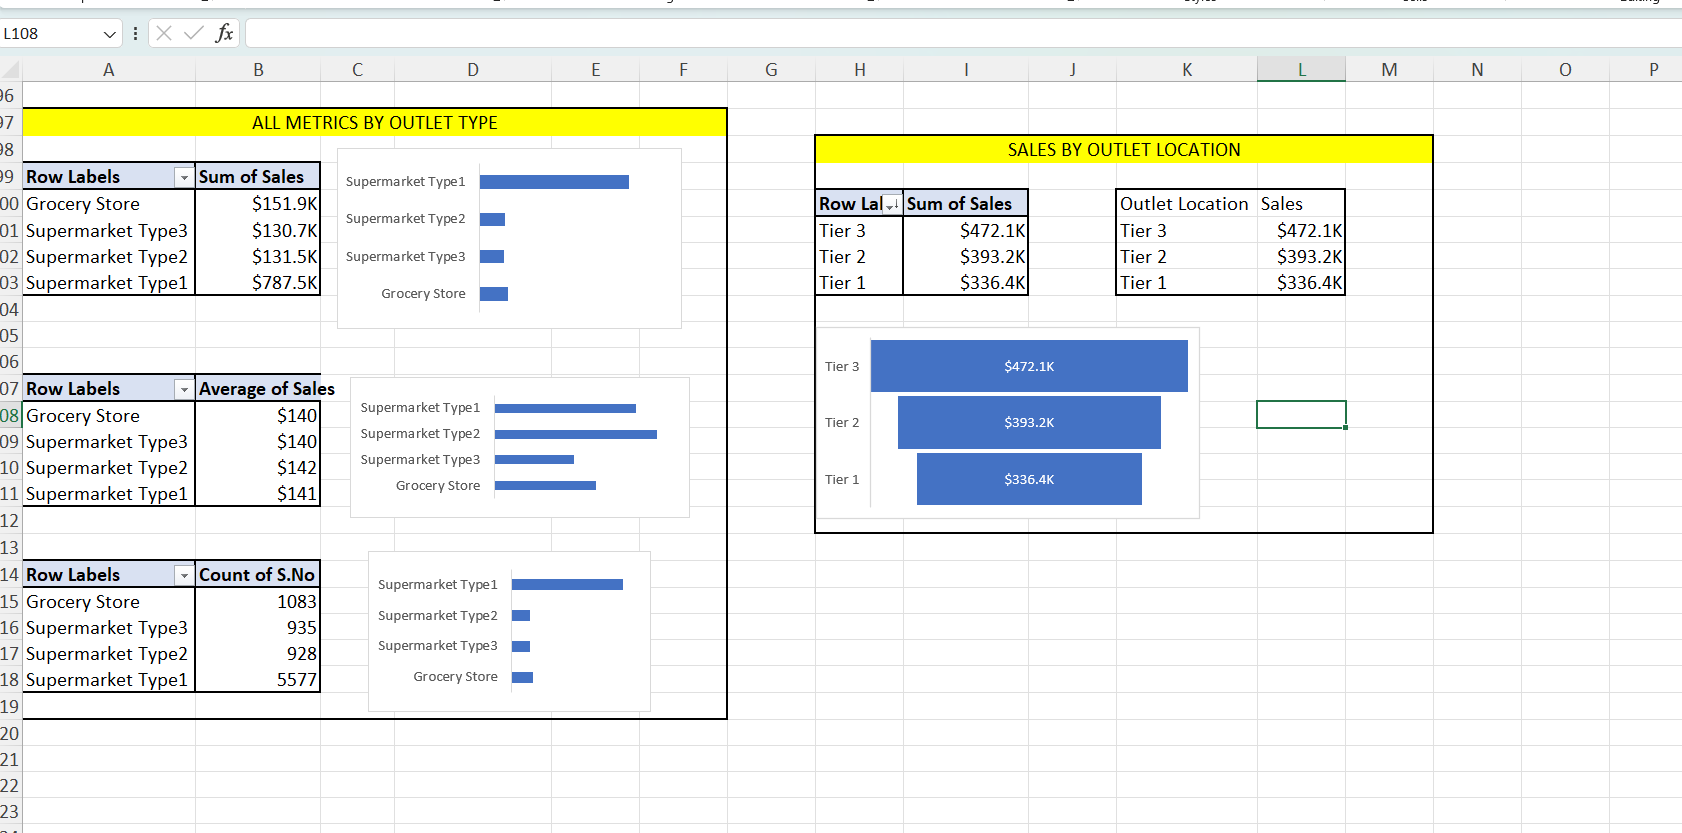 L108
fx
A B C D E F G H I J K L M N O P
ALL METRICS BY OUTLET TYPE
Row Labels Sum of Sales
Grocery Store $151.9K
Supermarket Type3 $130.7K
Supermarket Type2 $131.5K
Supermarket Type1 $787.5K
Supermarket Type1
Supermarket Type2
Supermarket Type3
Grocery Store
Row Labels Average of Sales
Grocery Store $140
Supermarket Type3 $140
Supermarket Type2 $142
Supermarket Type1 $141
Supermarket Type1
Supermarket Type2
Supermarket Type3
Grocery Store
Row Labels Count of S.No
Grocery Store 1083
Supermarket Type3 935
Supermarket Type2 928
Supermarket Type1 5577
Supermarket Type1
Supermarket Type2
Supermarket Type3
Grocery Store
SALES BY OUTLET LOCATION
Row Lal Sum of Sales
Tier 3 $472.1K
Tier 2 $393.2K
Tier 1 $336.4K
Outlet Location Sales
Tier 3 $472.1K
Tier 2 $393.2K
Tier 1 $336.4K
Tier 3 $472.1K
Tier 2 $393.2K
Tier 1 $336.4K
96
97
98
99
00
01
02
03
04
05
06
07
08
09
10
11
12
13
14
15
16
17
18
19
20
21
22
23